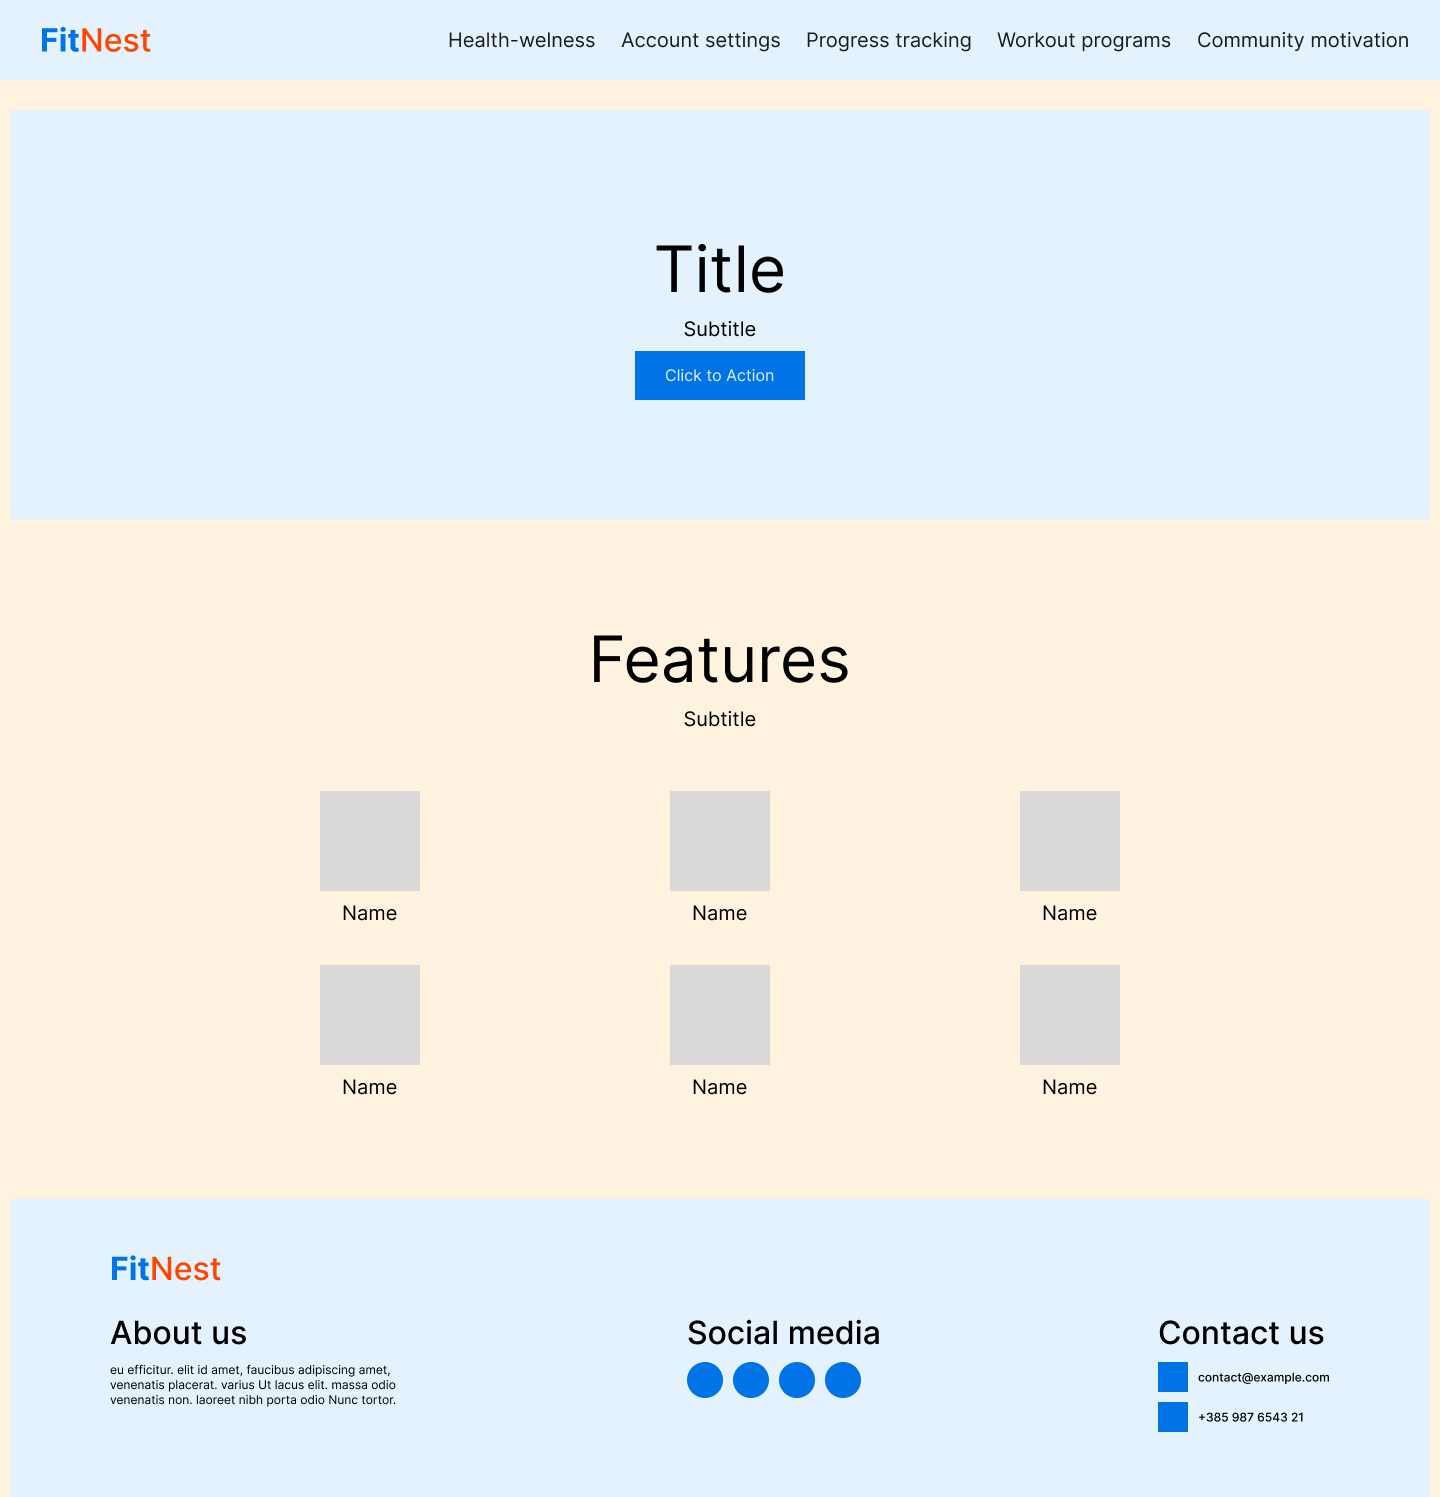 FitNest
Health-welness Account settings Progress tracking Workout programs Community motivation
Title
Subtitle
Click to Action
Features
Subtitle
Name Name Name
Name Name Name
FitNest
About us
eu efficitur. elit id amet, faucibus adipiscing amet,
venenatis placerat. varius Ut lacus elit. massa odio
venenatis non. laoreet nibh porta odio Nunc tortor.
Social media
Contact us
contact@example.com
+385 987 6543 21